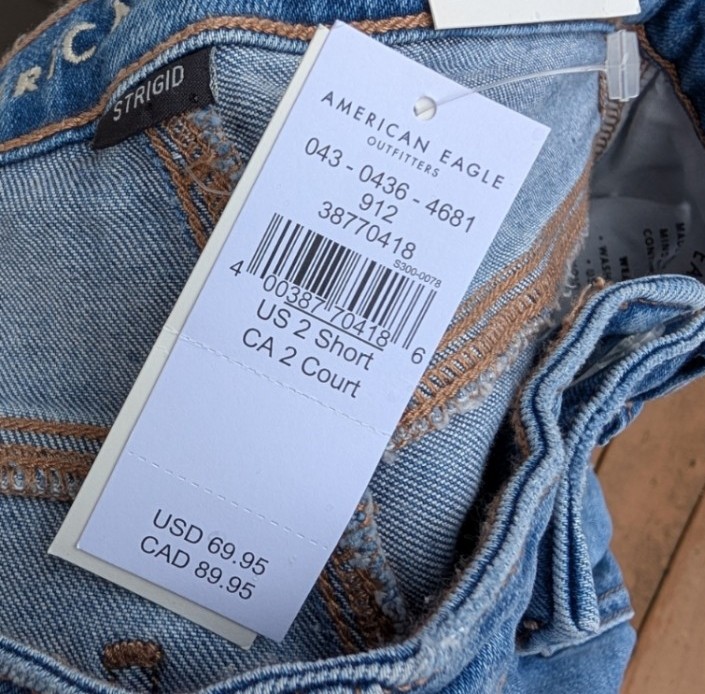 STRIGID
AMERICAN EAGLE
OUTFITTERS
043 - 0436 - 4681
912
38770418
S300-0078
4 00387 70418 6
US 2 Short
CA 2 Court
USD 69.95
CAD 89.95